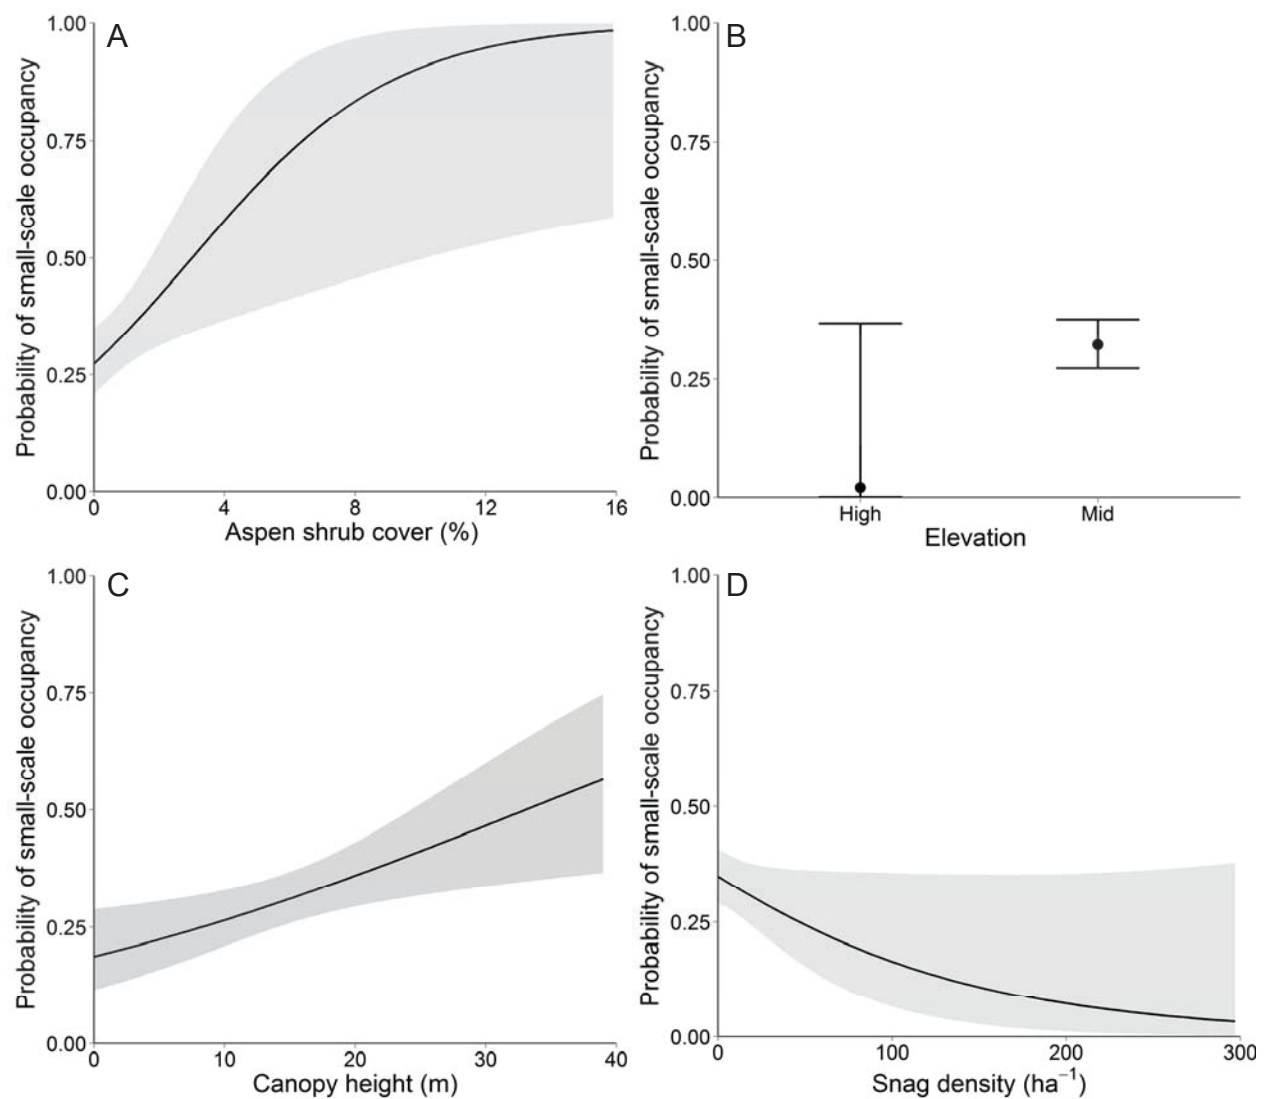 A
Probability of small-scale occupancy
1.00
0.75
0.50
0.25
0.00
0 4 8 12 16
Aspen shrub cover (%)
B
Probability of small-scale occupancy
1.00
0.75
0.50
0.25
0.00
High Mid
Elevation
C
Probability of small-scale occupancy
1.00
0.75
0.50
0.25
0.00
0 10 20 30 40
Canopy height (m)
D
Probability of small-scale occupancy
1.00
0.75
0.50
0.25
0.00
0 100 200 300
Snag density (ha⁻¹)